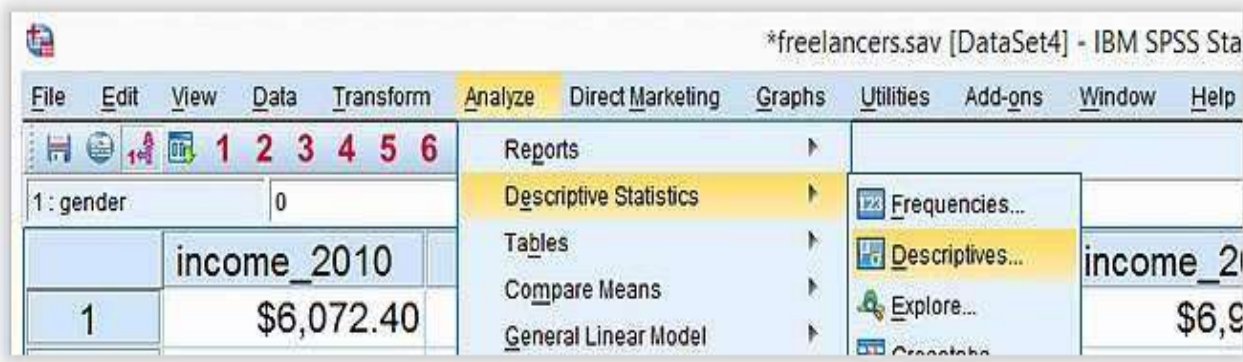 *freelancers.sav [DataSet4] - IBM SPSS Sta
File Edit View Data Transform Analyze Direct Marketing Graphs Utilities Add-ons Window Help
1 2 3 4 5 6
Reports
1 : gender 0
Descriptive Statistics
Frequencies...
Tables
Descriptives...
income_2010
income_20
Compare Means
Explore...
1 $6,072.40
$6,9
General Linear Model
Crosstabs